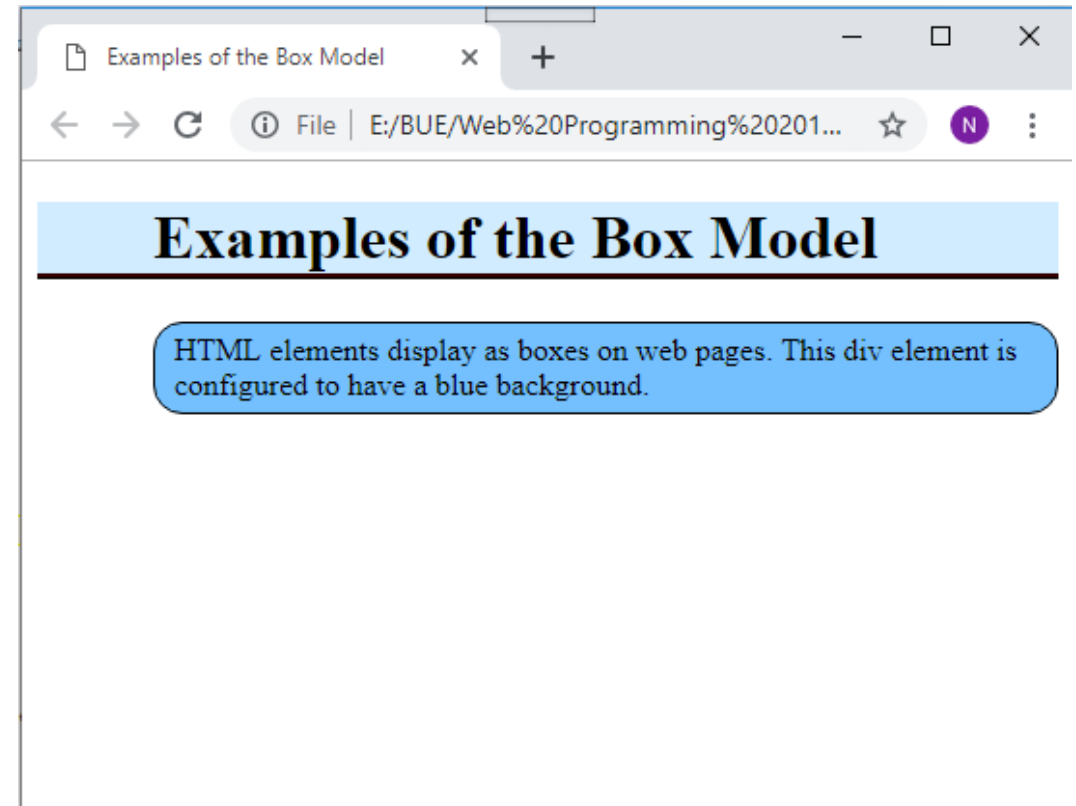 Examples of the Box Model
File E:/BUE/Web%20Programming%20201...
N
Examples of the Box Model
HTML elements display as boxes on web pages. This div element is
configured to have a blue background.